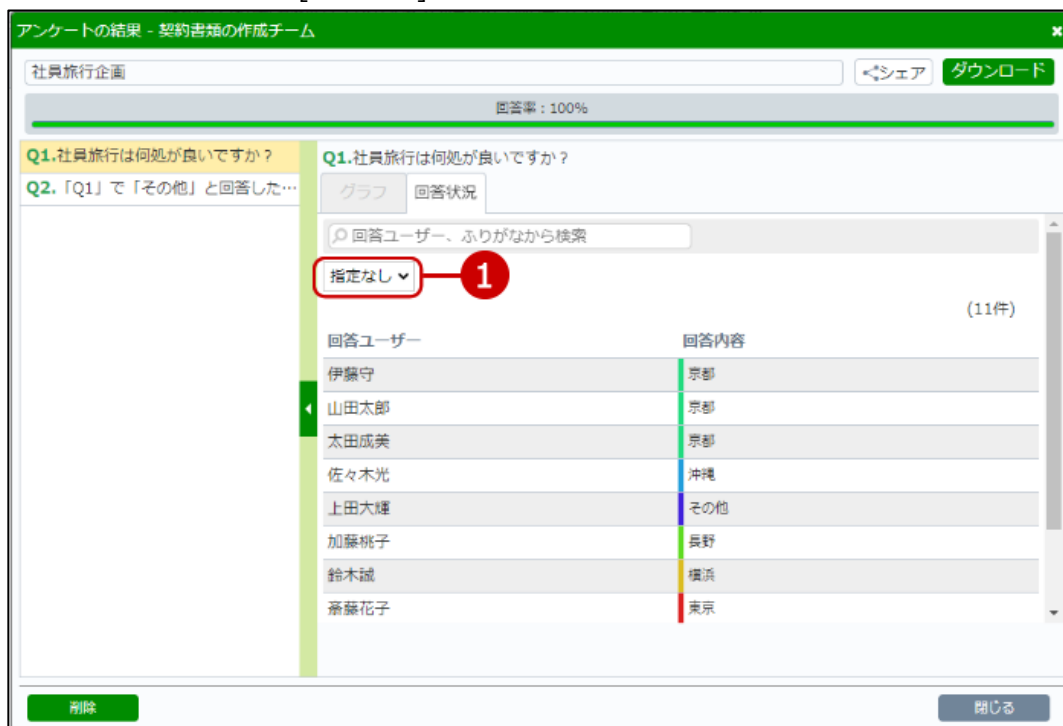 アンケートの結果 - 契約書類の作成チーム
社員旅行企画
シェア
ダウンロード
回答率：100%
Q1.社員旅行は何処が良いですか？
Q2.「Q1」で「その他」と回答した…
Q1.社員旅行は何処が良いですか？
グラフ 回答状況
回答ユーザー、ふりがなから検索
指定なし
1
(11件)
回答ユーザー 回答内容
伊藤守 京都
山田太郎 京都
太田成美 京都
佐々木光 沖縄
上田大輝 その他
加藤桃子 長野
鈴木誠 横浜
斎藤花子 東京
削除
閉じる